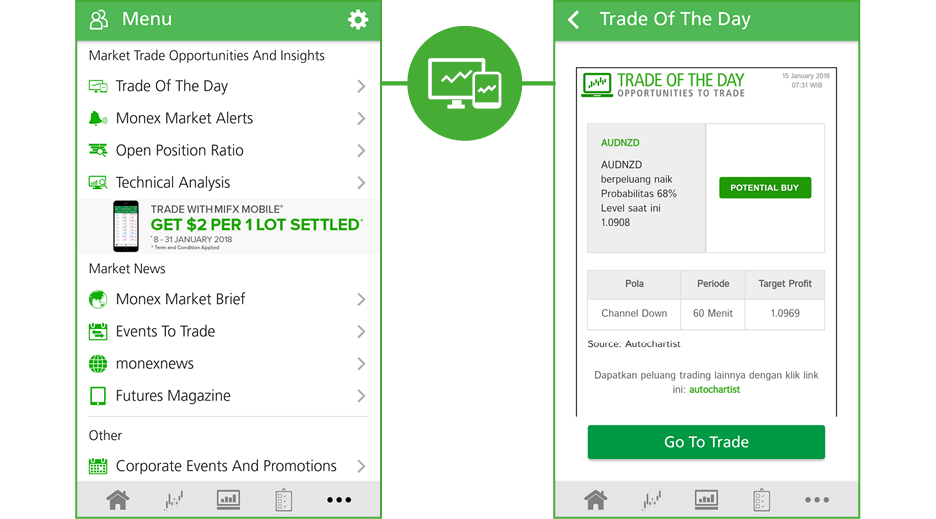 Menu
Market Trade Opportunities And Insights
Trade Of The Day
Monex Market Alerts
Open Position Ratio
Technical Analysis
TRADE WITH MIFX MOBILE*
GET $2 PER 1 LOT SETTLED*
*8 - 31 JANUARY 2018
* Term and Condition Applied
Market News
Monex Market Brief
Events To Trade
monexnews
Futures Magazine
Other
Corporate Events And Promotions
Trade Of The Day
TRADE OF THE DAY
OPPORTUNITIES TO TRADE
15 January 2018
07:31 WIB
AUDNZD
AUDNZD
berpeluang naik
Probabilitas 68%
Level saat ini
1.0908
POTENTIAL BUY
Pola Periode Target Profit
Channel Down 60 Menit 1.0969
Source: Autochartist
Dapatkan peluang trading lainnya dengan klik link
ini: autochartist
Go To Trade